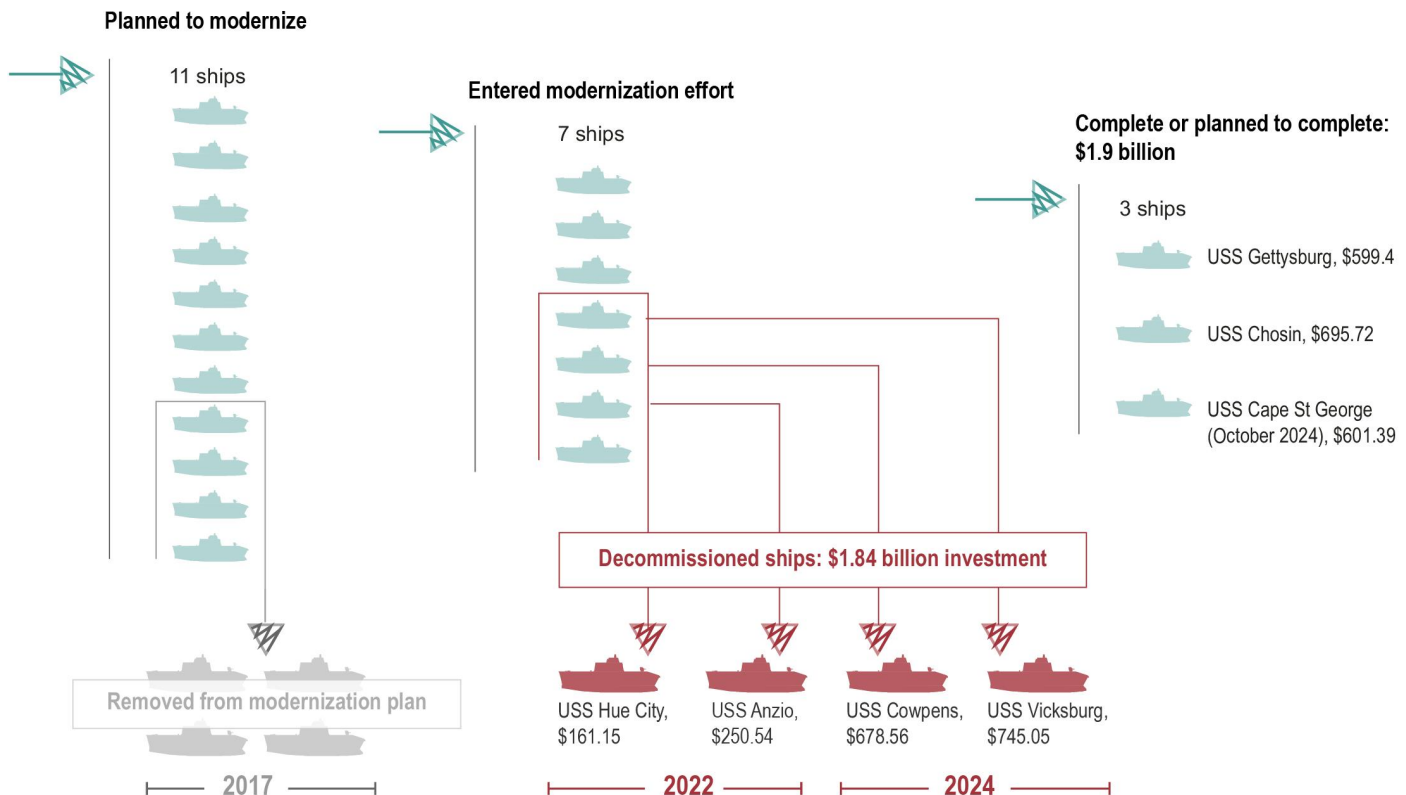 Planned to modernize
11 ships
Removed from modernization plan
2017
Entered modernization effort
7 ships
Decommissioned ships: $1.84 billion investment
USS Hue City,
$161.15
USS Anzio,
$250.54
USS Cowpens,
$678.56
USS Vicksburg,
$745.05
2022
2024
Complete or planned to complete:
$1.9 billion
3 ships
USS Gettysburg, $599.4
USS Chosin, $695.72
USS Cape St George
(October 2024), $601.39